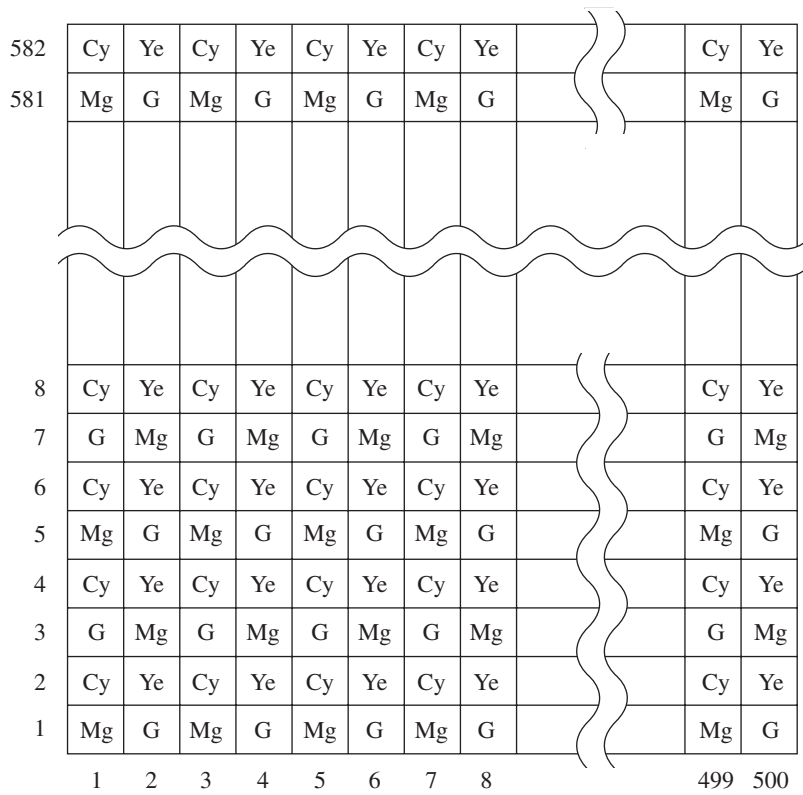 582 Cy Ye Cy Ye Cy Ye Cy Ye Cy Ye
581 Mg G Mg G Mg G Mg G Mg G
8 Cy Ye Cy Ye Cy Ye Cy Ye Cy Ye
7 G Mg G Mg G Mg G Mg G Mg
6 Cy Ye Cy Ye Cy Ye Cy Ye Cy Ye
5 Mg G Mg G Mg G Mg G Mg G
4 Cy Ye Cy Ye Cy Ye Cy Ye Cy Ye
3 G Mg G Mg G Mg G Mg G Mg
2 Cy Ye Cy Ye Cy Ye Cy Ye Cy Ye
1 Mg G Mg G Mg G Mg G Mg G
1 2 3 4 5 6 7 8 499 500